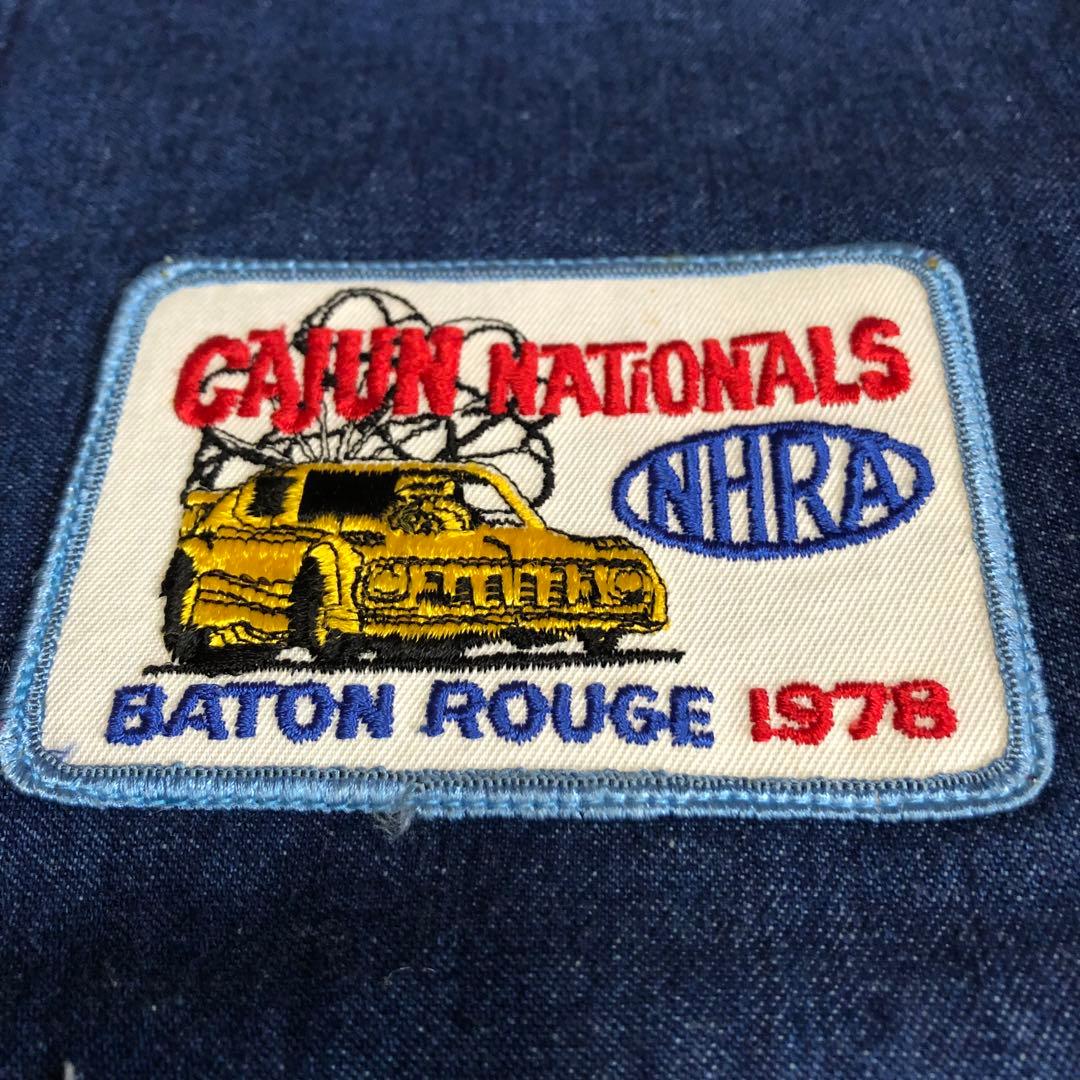 CAJUN NATiONALS
NHRA
BATON ROUGE 1978